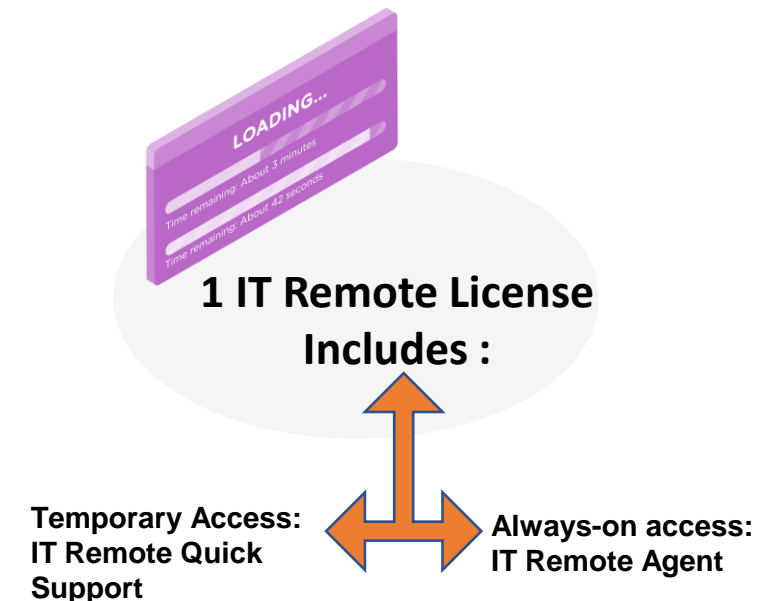 LOADING...
Time remaining: About 3 minutes
Time remaining: About 42 seconds
1 IT Remote License
Includes :
Temporary Access:
IT Remote Quick
Support
Always-on access:
IT Remote Agent